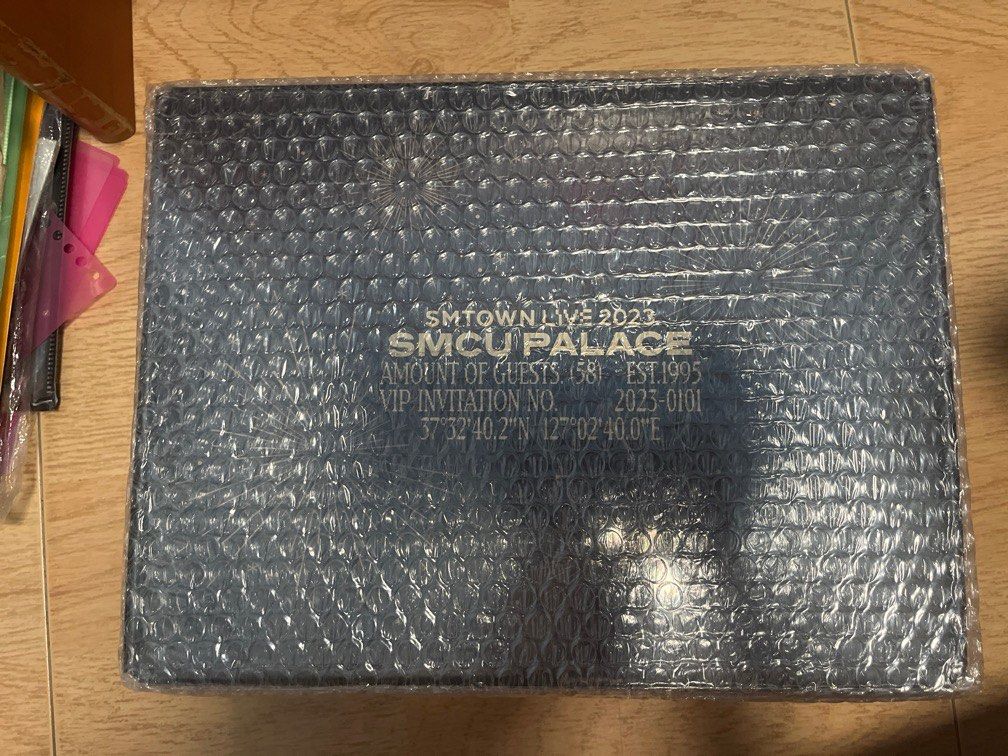 SMTOWN LIVE 2023
SMCU PALACE
AMOUNT OF GUESTS. (58) EST.1995
VIP INVITATION NO. 2023-0101
37°32'40.2"N 127°02'40.0"E